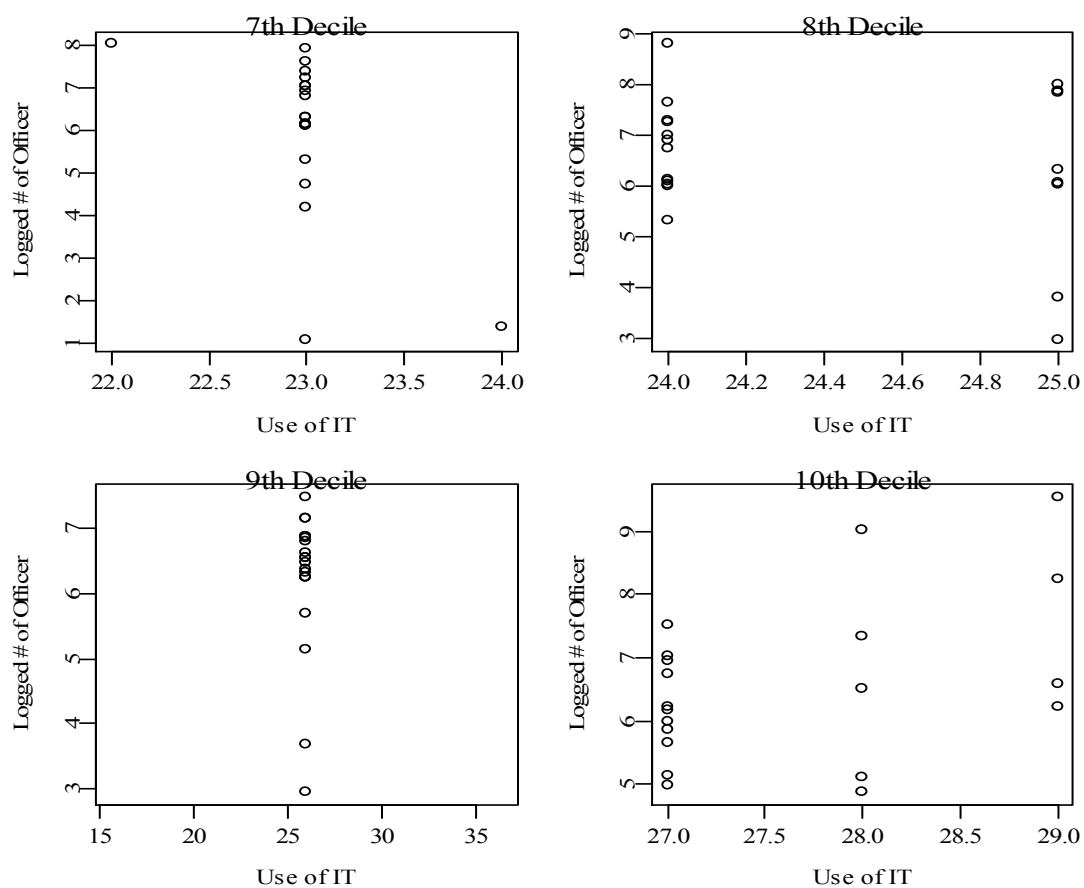 7th Decile
8
7
6
5
4
3
2
1
Logged # of Officer
22.0 22.5 23.0 23.5 24.0
Use of IT
8th Decile
9
8
7
6
5
4
3
Logged # of Officer
24.0 24.2 24.4 24.6 24.8 25.0
Use of IT
9th Decile
7
6
5
4
3
Logged # of Officer
15 20 25 30 35
Use of IT
10th Decile
9
8
7
6
5
Logged # of Officer
27.0 27.5 28.0 28.5 29.0
Use of IT